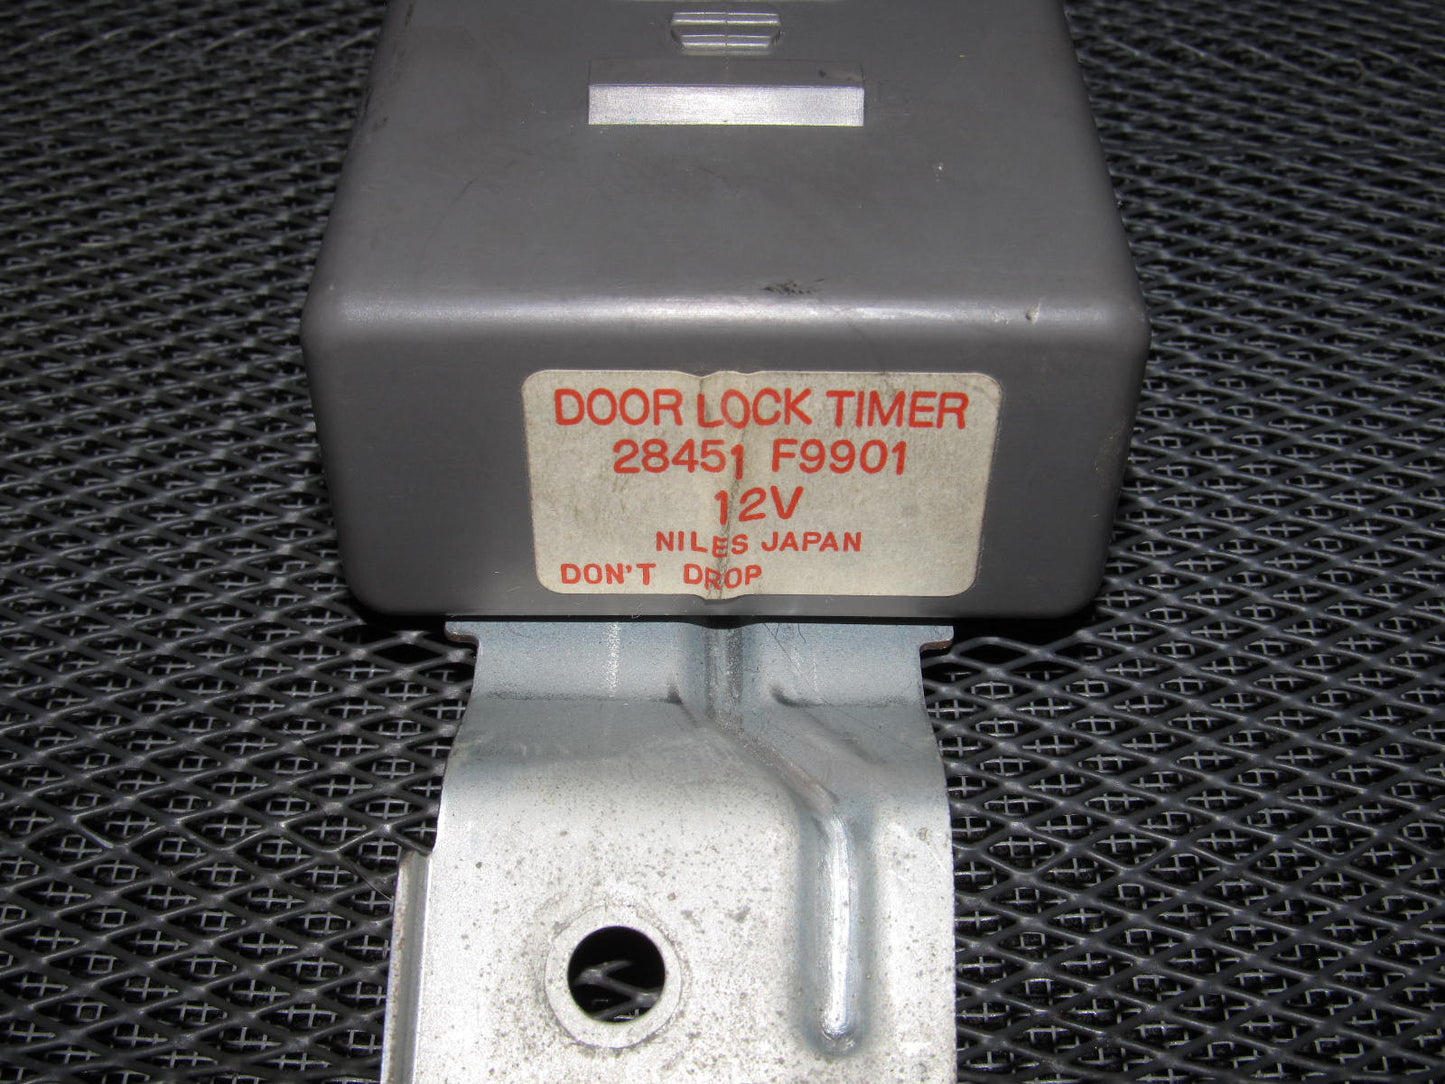 DOOR LOCK TIMER
28451 F9901
12V
NILES JAPAN
DON'T DROP